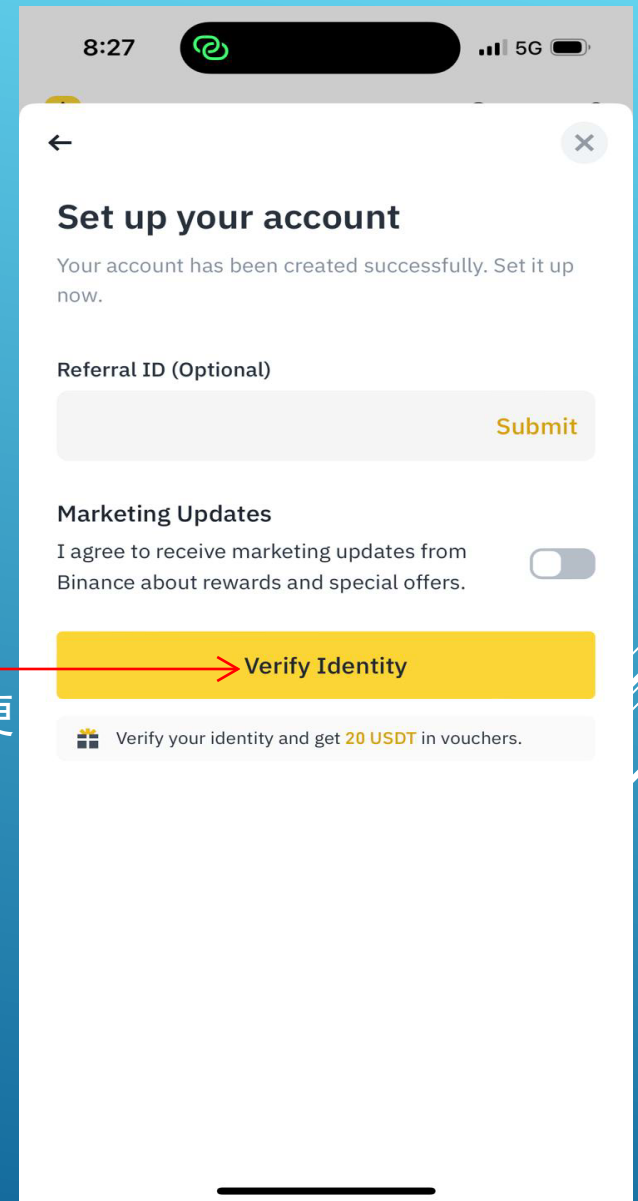 8:27
5G
Set up your account
Your account has been created successfully. Set it up
now.
Referral ID (Optional)
Submit
Marketing Updates
I agree to receive marketing updates from
Binance about rewards and special offers.
Verify Identity
Verify your identity and get 20 USDT in vouchers.